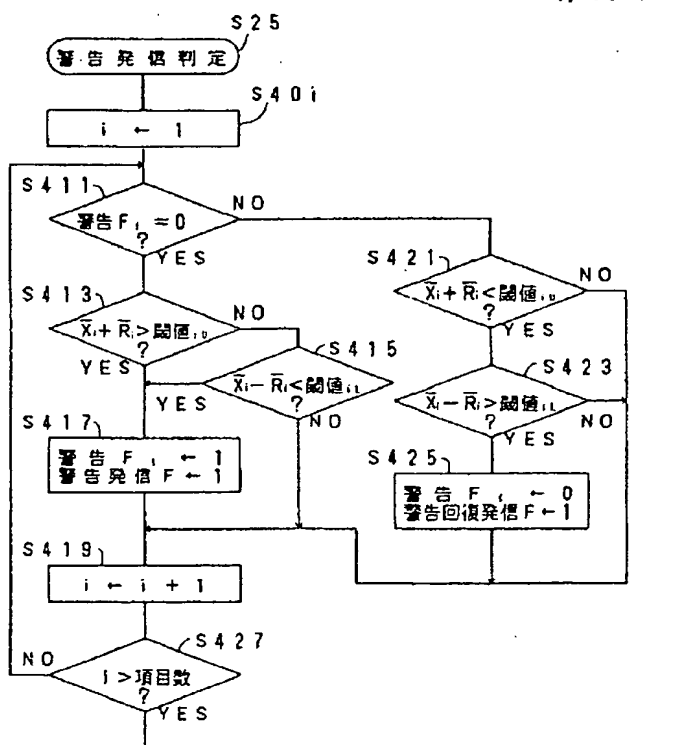 S25
警告発信判定
S401
i ← 1
S411
警告Fi = 0
?
NO
YES
S413
X̄i + R̄i > 閾値iu
?
NO
YES
S415
X̄i − R̄i < 閾値iL
?
YES
NO
S417
警告Fi ← 1
警告発信F ← 1
S419
i ← i + 1
S427
i > 項目数
?
NO
YES
S421
X̄i + R̄i < 閾値iu
?
NO
YES
S423
X̄i − R̄i > 閾値iL
?
NO
YES
S425
警告Fi ← 0
警告回復発信F ← 1